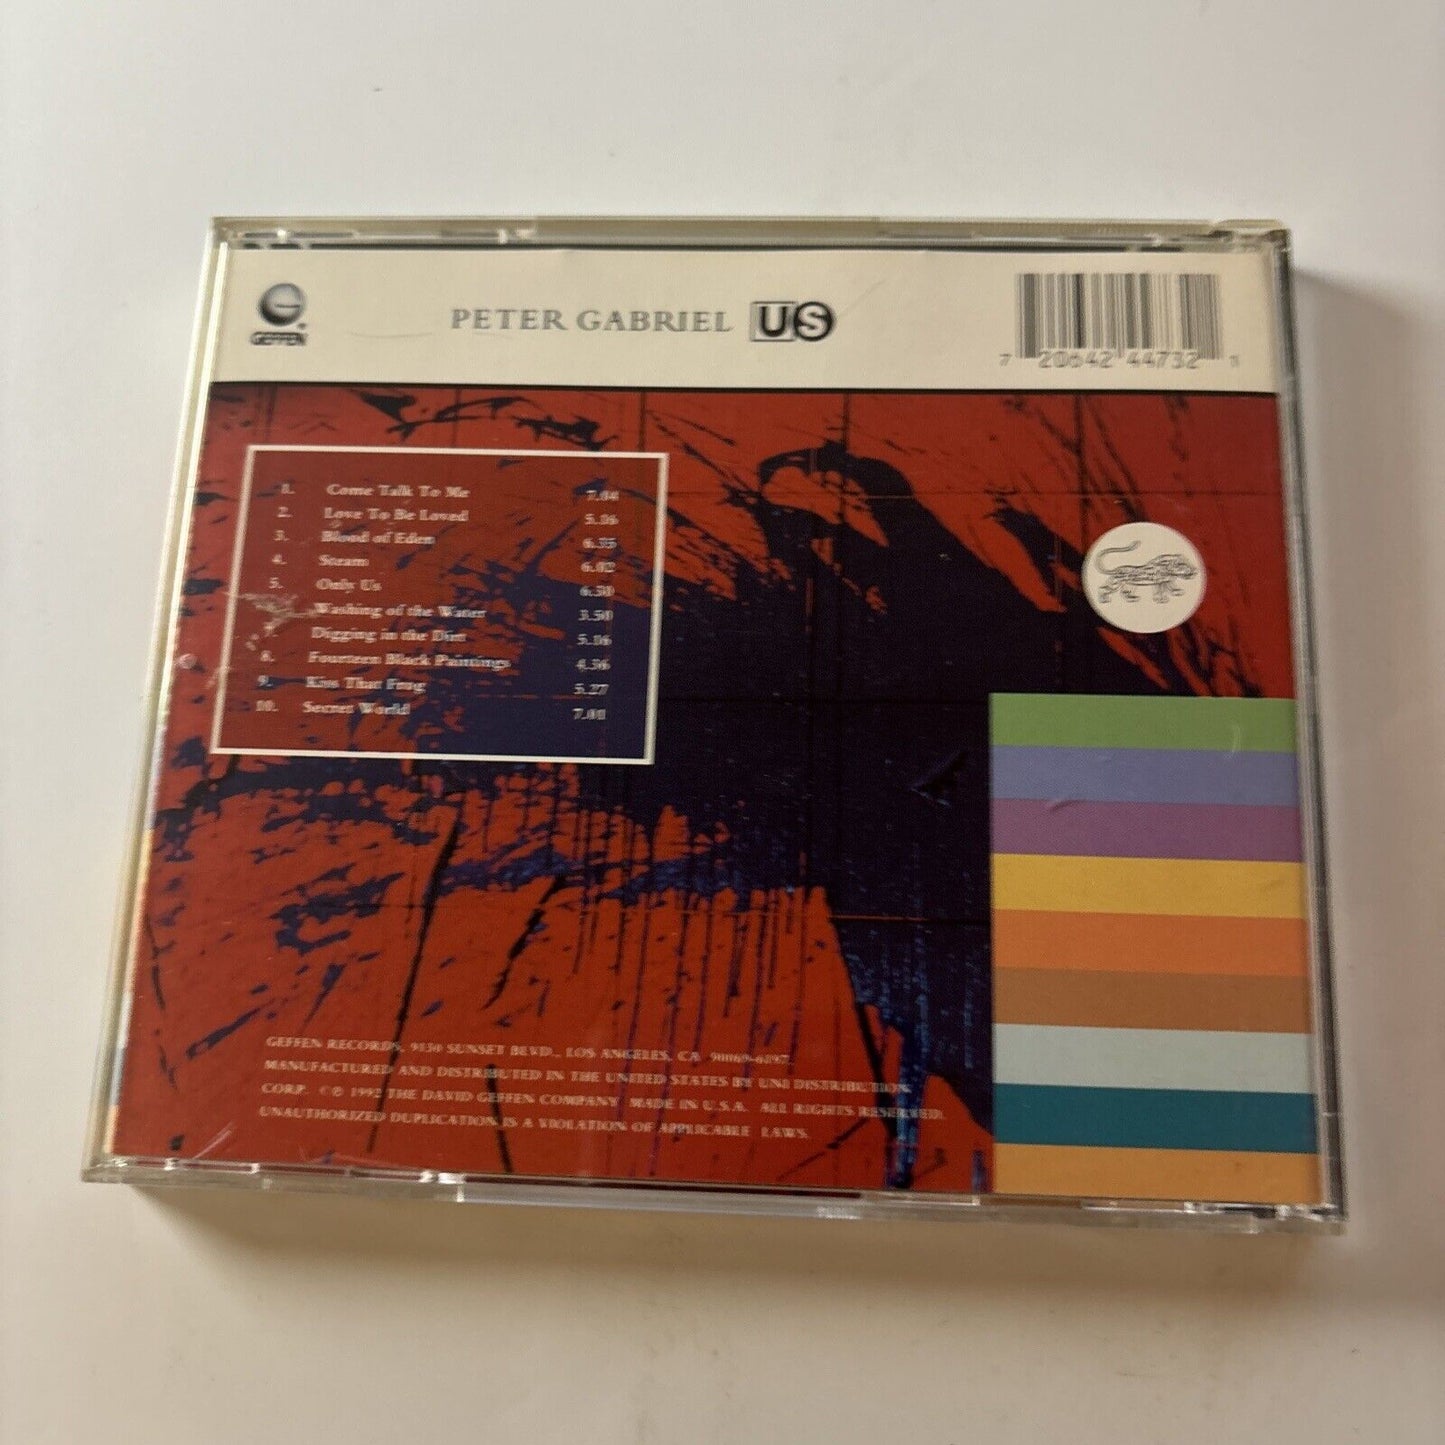 GEFFEN
PETER GABRIEL US
7 20642 44732 1
1. Come Talk To Me 7.04
2. Love To Be Loved 5.16
3. Blood of Eden 6.35
4. Steam 6.02
5. Only Us 6.30
Washing of the Water 3.50
7. Digging in the Dirt 5.16
8. Fourteen Black Paintings 4.36
9. Kiss That Frog 5.27
10. Secret World 7.01
GEFFEN RECORDS, 9130 SUNSET BLVD., LOS ANGELES, CA 90069-6197.
MANUFACTURED AND DISTRIBUTED IN THE UNITED STATES BY UNI DISTRIBUTION
CORP. © ℗ 1992 THE DAVID GEFFEN COMPANY. MADE IN U.S.A. ALL RIGHTS RESERVED.
UNAUTHORIZED DUPLICATION IS A VIOLATION OF APPLICABLE LAWS.